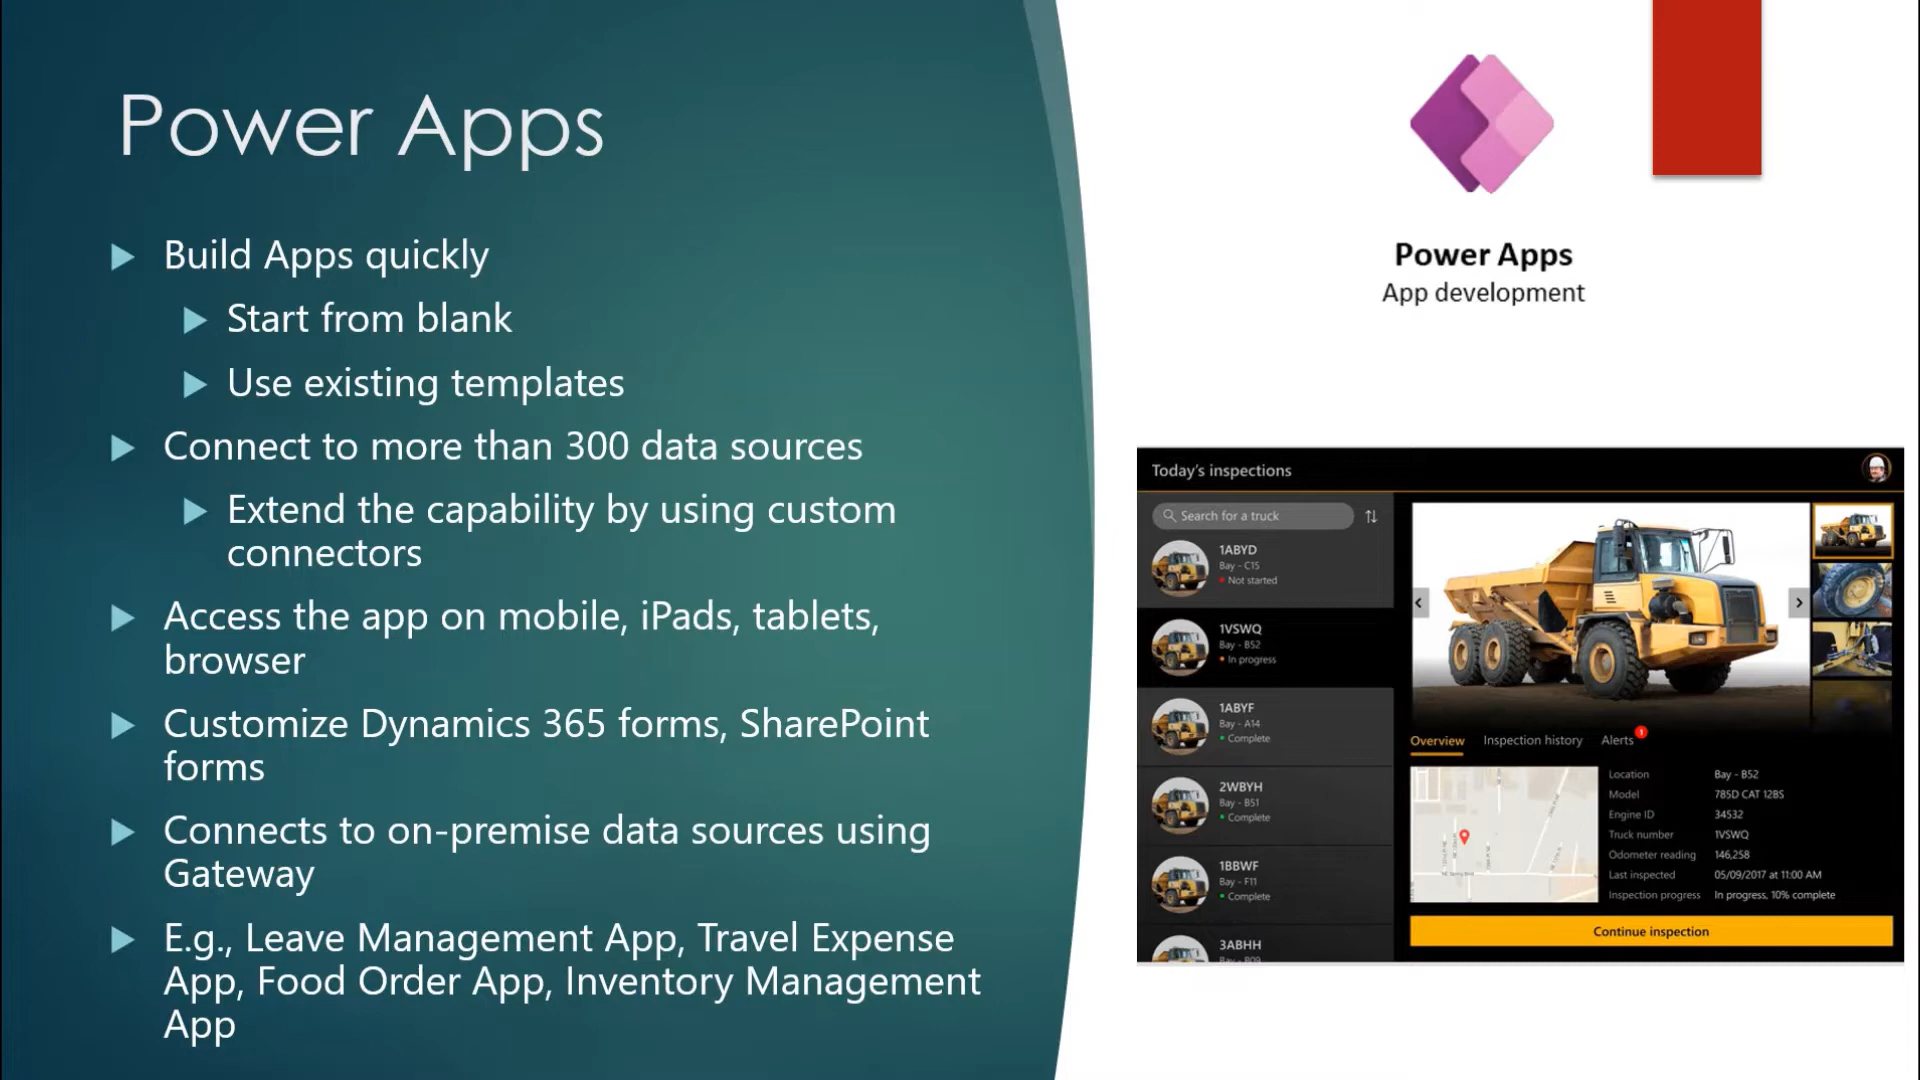 Power Apps
Build Apps quickly
Start from blank
Use existing templates
Connect to more than 300 data sources
Extend the capability by using custom
connectors
Access the app on mobile, iPads, tablets,
browser
Customize Dynamics 365 forms, SharePoint
forms
Connects to on-premise data sources using
Gateway
E.g., Leave Management App, Travel Expense
App, Food Order App, Inventory Management
App
Power Apps
App development
Today's inspections
Search for a truck
1ABYD
Bay - C15
Not started
1VSWQ
Bay - B52
In progress
1ABYF
Bay - A14
Complete
2WBYH
Bay - B51
Complete
1BBWF
Bay - F11
Complete
3ABHH
Overview Inspection history Alerts 1
Location Bay - B52
Model 785D CAT 12BS
Engine ID 34532
Truck number 1VSWQ
Odometer reading 146,258
Last inspected 05/09/2017 at 11:00 AM
Inspection progress In progress, 10% complete
Continue inspection